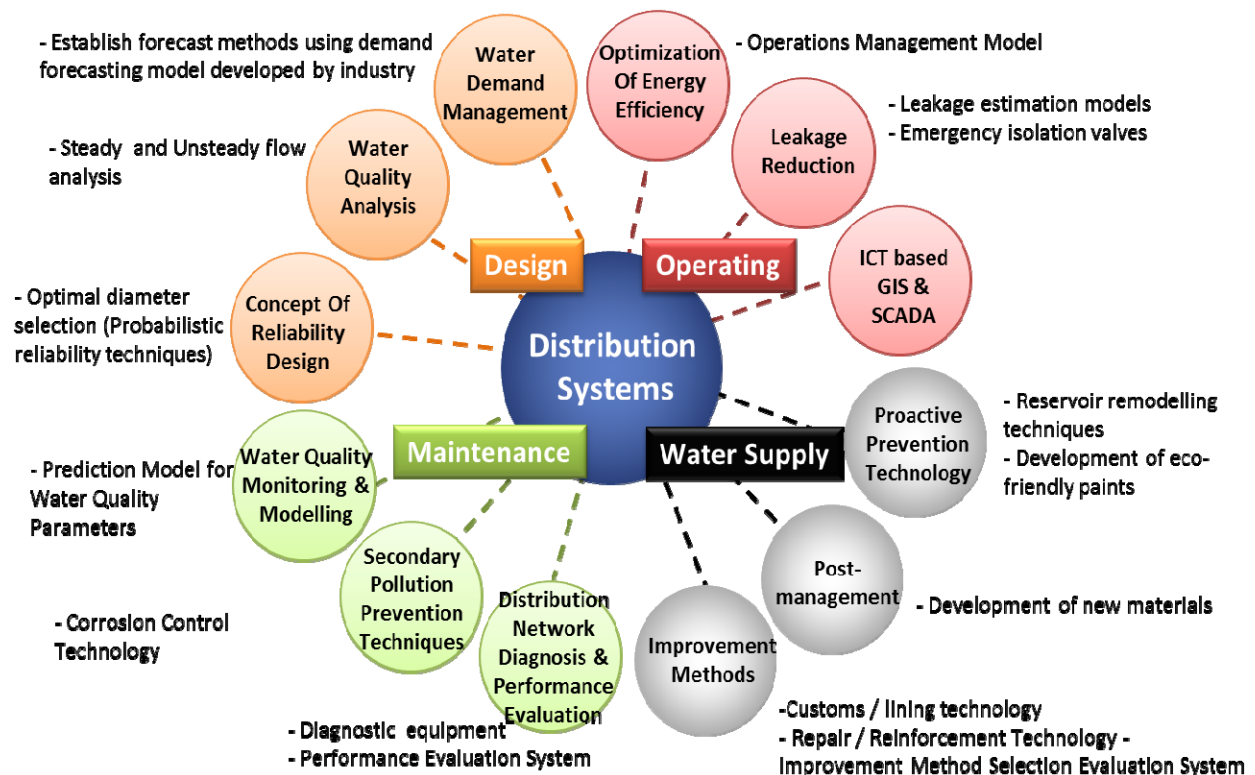 - Establish forecast methods using demand
forecasting model developed by industry
Water
Demand
Management
Optimization
Of Energy
Efficiency
- Operations Management Model
- Leakage estimation models
- Emergency isolation valves
Leakage
Reduction
- Steady and Unsteady flow
analysis
Water
Quality
Analysis
Design
Operating
ICT based
GIS &
SCADA
- Optimal diameter
selection (Probabilistic
reliability techniques)
Concept Of
Reliability
Design
Distribution
Systems
Proactive
Prevention
Technology
- Reservoir remodelling
techniques
- Development of eco-
friendly paints
Maintenance
Water Supply
- Prediction Model for
Water Quality
Parameters
Water Quality
Monitoring &
Modelling
Secondary
Pollution
Prevention
Techniques
Post-
management
- Development of new materials
- Corrosion Control
Technology
Distribution
Network
Diagnosis &
Performance
Evaluation
Improvement
Methods
- Diagnostic equipment
- Performance Evaluation System
-Customs / lining technology
- Repair / Reinforcement Technology -
Improvement Method Selection Evaluation System